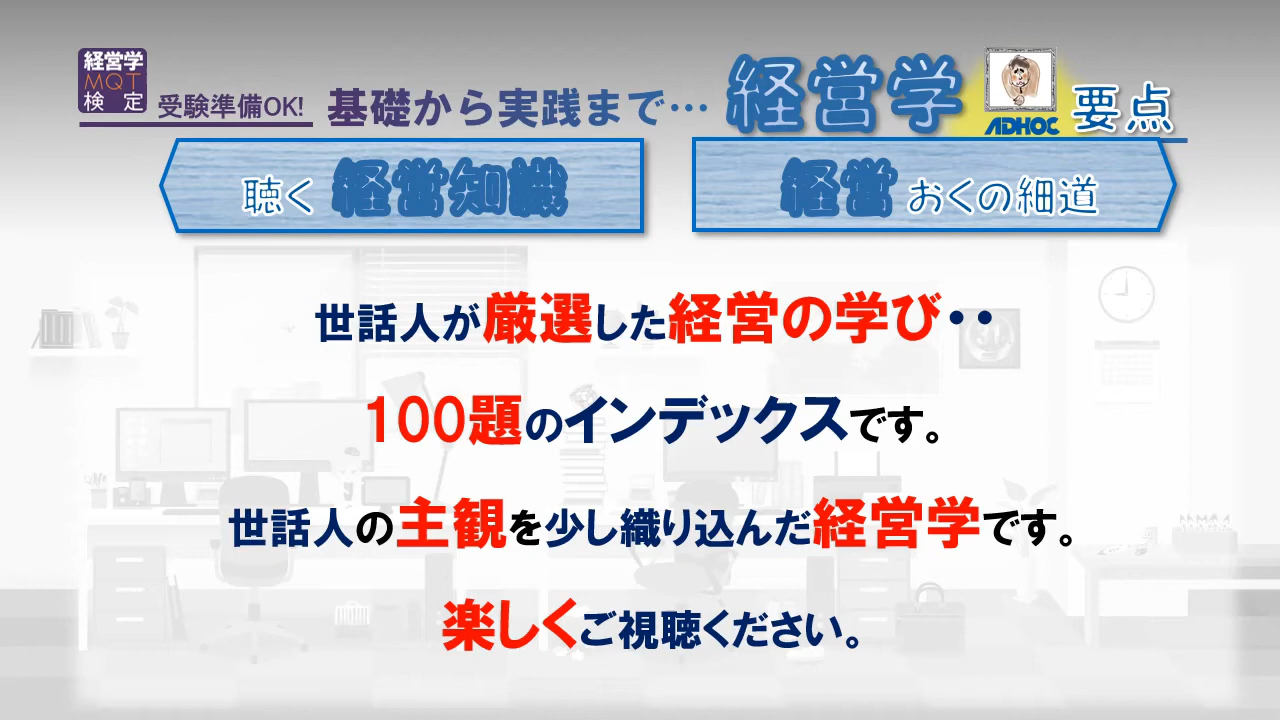 経営学
MQT
検定
受験準備OK!
基礎から実践まで…
経営学
ADHOC
要点
聴く 経営知識
経営 おくの細道
世話人が厳選した経営の学び・・
100題のインデックスです。
世話人の主観を少し織り込んだ経営学です。
楽しくご視聴ください。